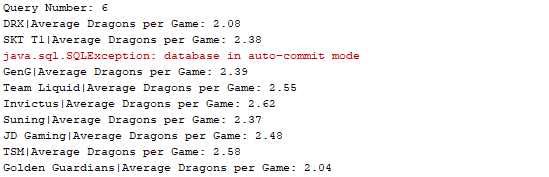 Query Number: 6
DRX|Average Dragons per Game: 2.08
SKT T1|Average Dragons per Game: 2.38
java.sql.SQLException: database in auto-commit mode
GenG|Average Dragons per Game: 2.39
Team Liquid|Average Dragons per Game: 2.55
Invictus|Average Dragons per Game: 2.62
Suning|Average Dragons per Game: 2.37
JD Gaming|Average Dragons per Game: 2.48
TSM|Average Dragons per Game: 2.58
Golden Guardians|Average Dragons per Game: 2.04